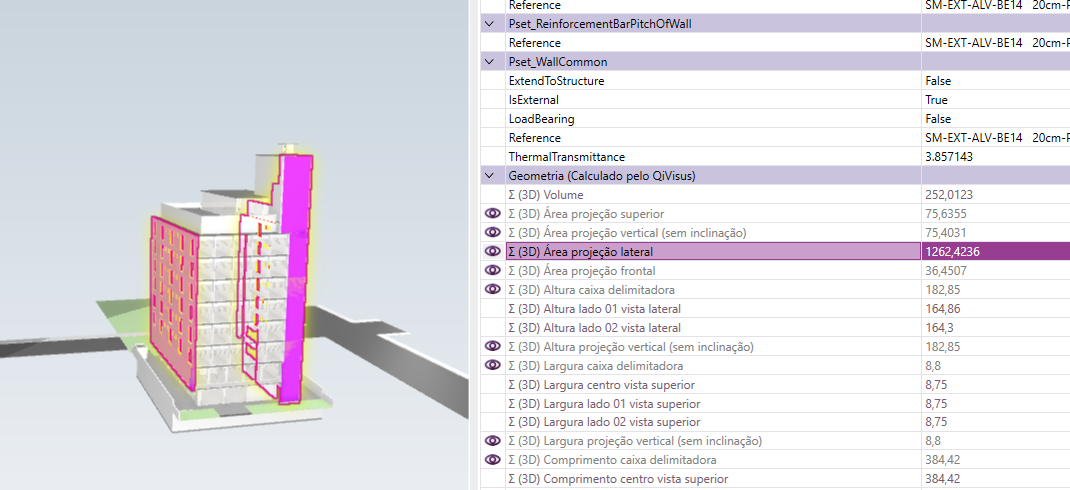 Reference SM-EXT-ALV-BE14 20cm-P
Pset_ReinforcementBarPitchOfWall
Reference SM-EXT-ALV-BE14 20cm-P
Pset_WallCommon
ExtendToStructure False
IsExternal True
LoadBearing False
Reference SM-EXT-ALV-BE14 20cm-P
ThermalTransmittance 3.857143
Geometria (Calculado pelo QiVisus)
Σ (3D) Volume 252,0123
Σ (3D) Área projeção superior 75,6355
Σ (3D) Área projeção vertical (sem inclinação) 75,4031
Σ (3D) Área projeção lateral 1262,4236
Σ (3D) Área projeção frontal 36,4507
Σ (3D) Altura caixa delimitadora 182,85
Σ (3D) Altura lado 01 vista lateral 164,86
Σ (3D) Altura lado 02 vista lateral 164,3
Σ (3D) Altura projeção vertical (sem inclinação) 182,85
Σ (3D) Largura caixa delimitadora 8,8
Σ (3D) Largura centro vista superior 8,75
Σ (3D) Largura lado 01 vista superior 8,75
Σ (3D) Largura lado 02 vista superior 8,75
Σ (3D) Largura projeção vertical (sem inclinação) 8,8
Σ (3D) Comprimento caixa delimitadora 384,42
Σ (3D) Comprimento centro vista superior 384,42